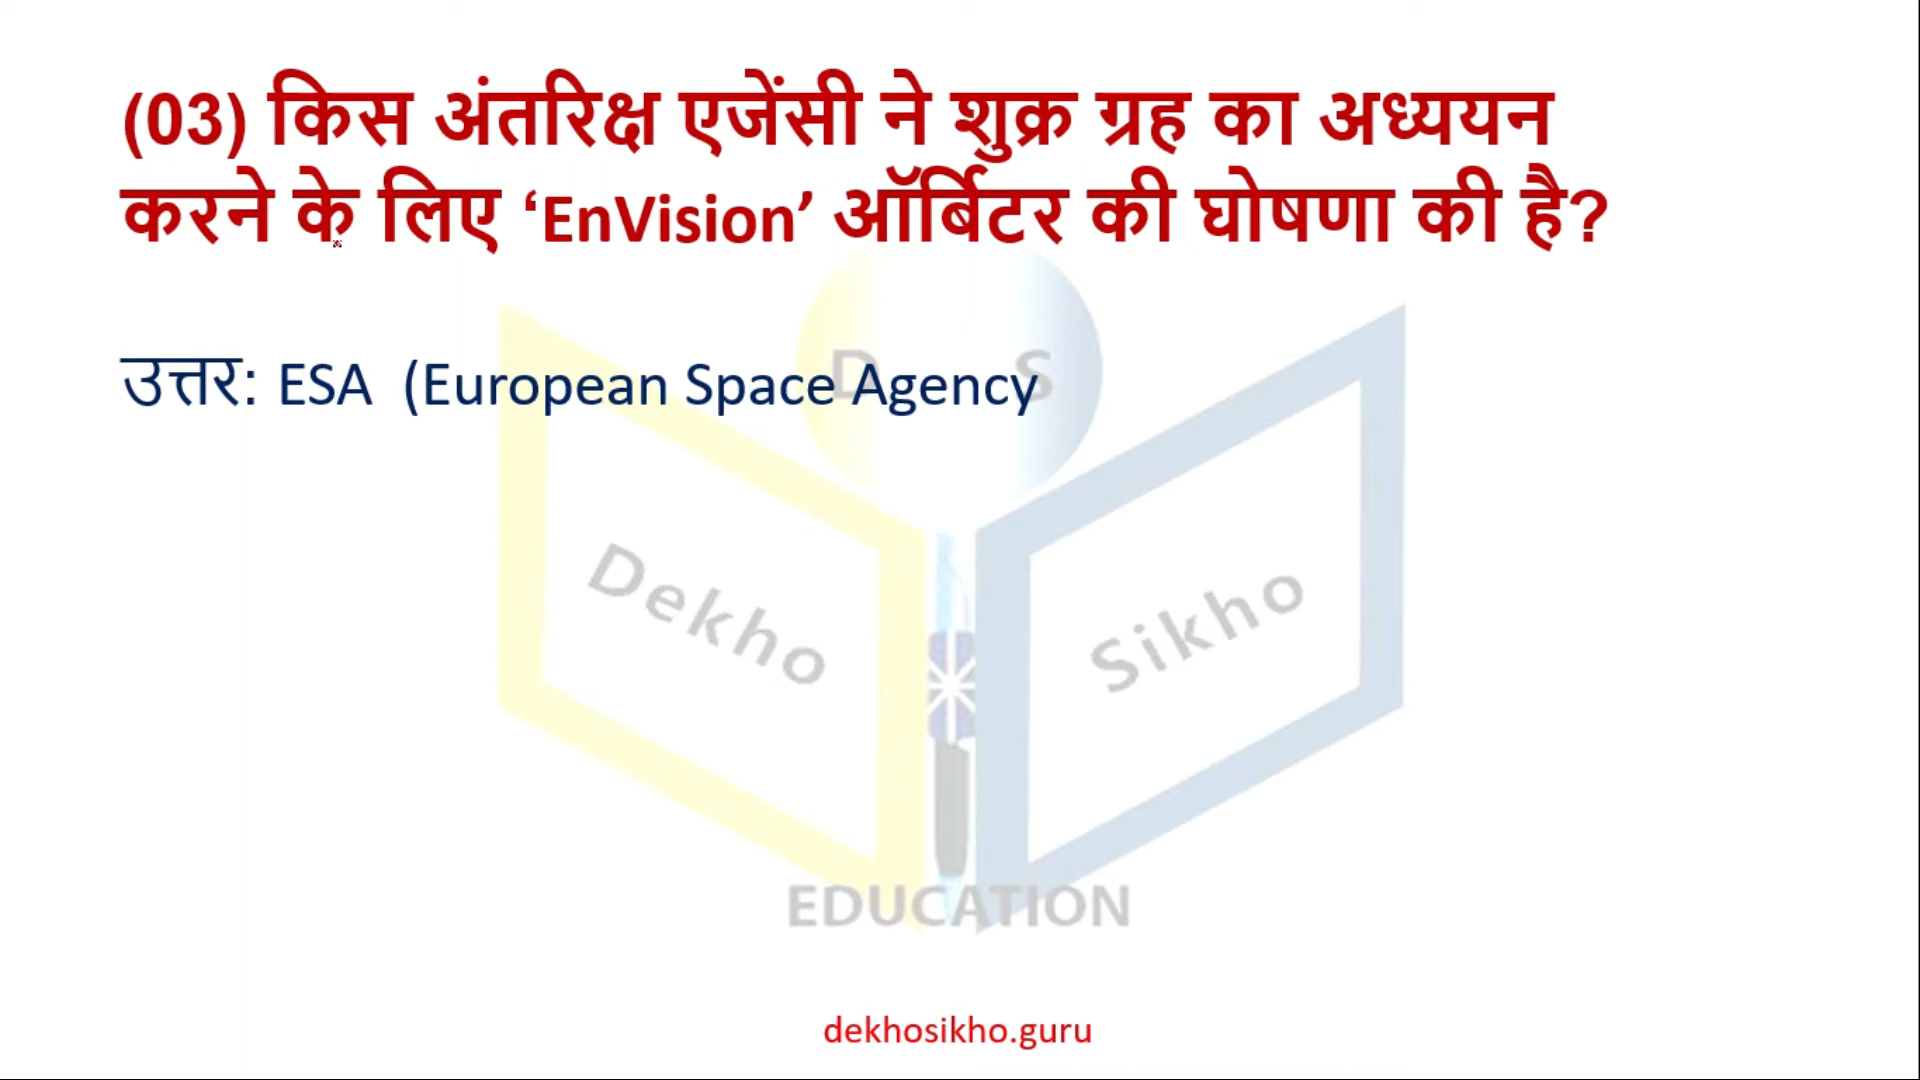 (03) किस अंतरिक्ष एजेंसी ने शुक्र ग्रह का अध्ययन
करने के लिए ‘EnVision’ ऑर्बिटर की घोषणा की है?
उत्तर: ESA (European Space Agency
D S
Dekho
Sikho
EDUCATION
dekhosikho.guru